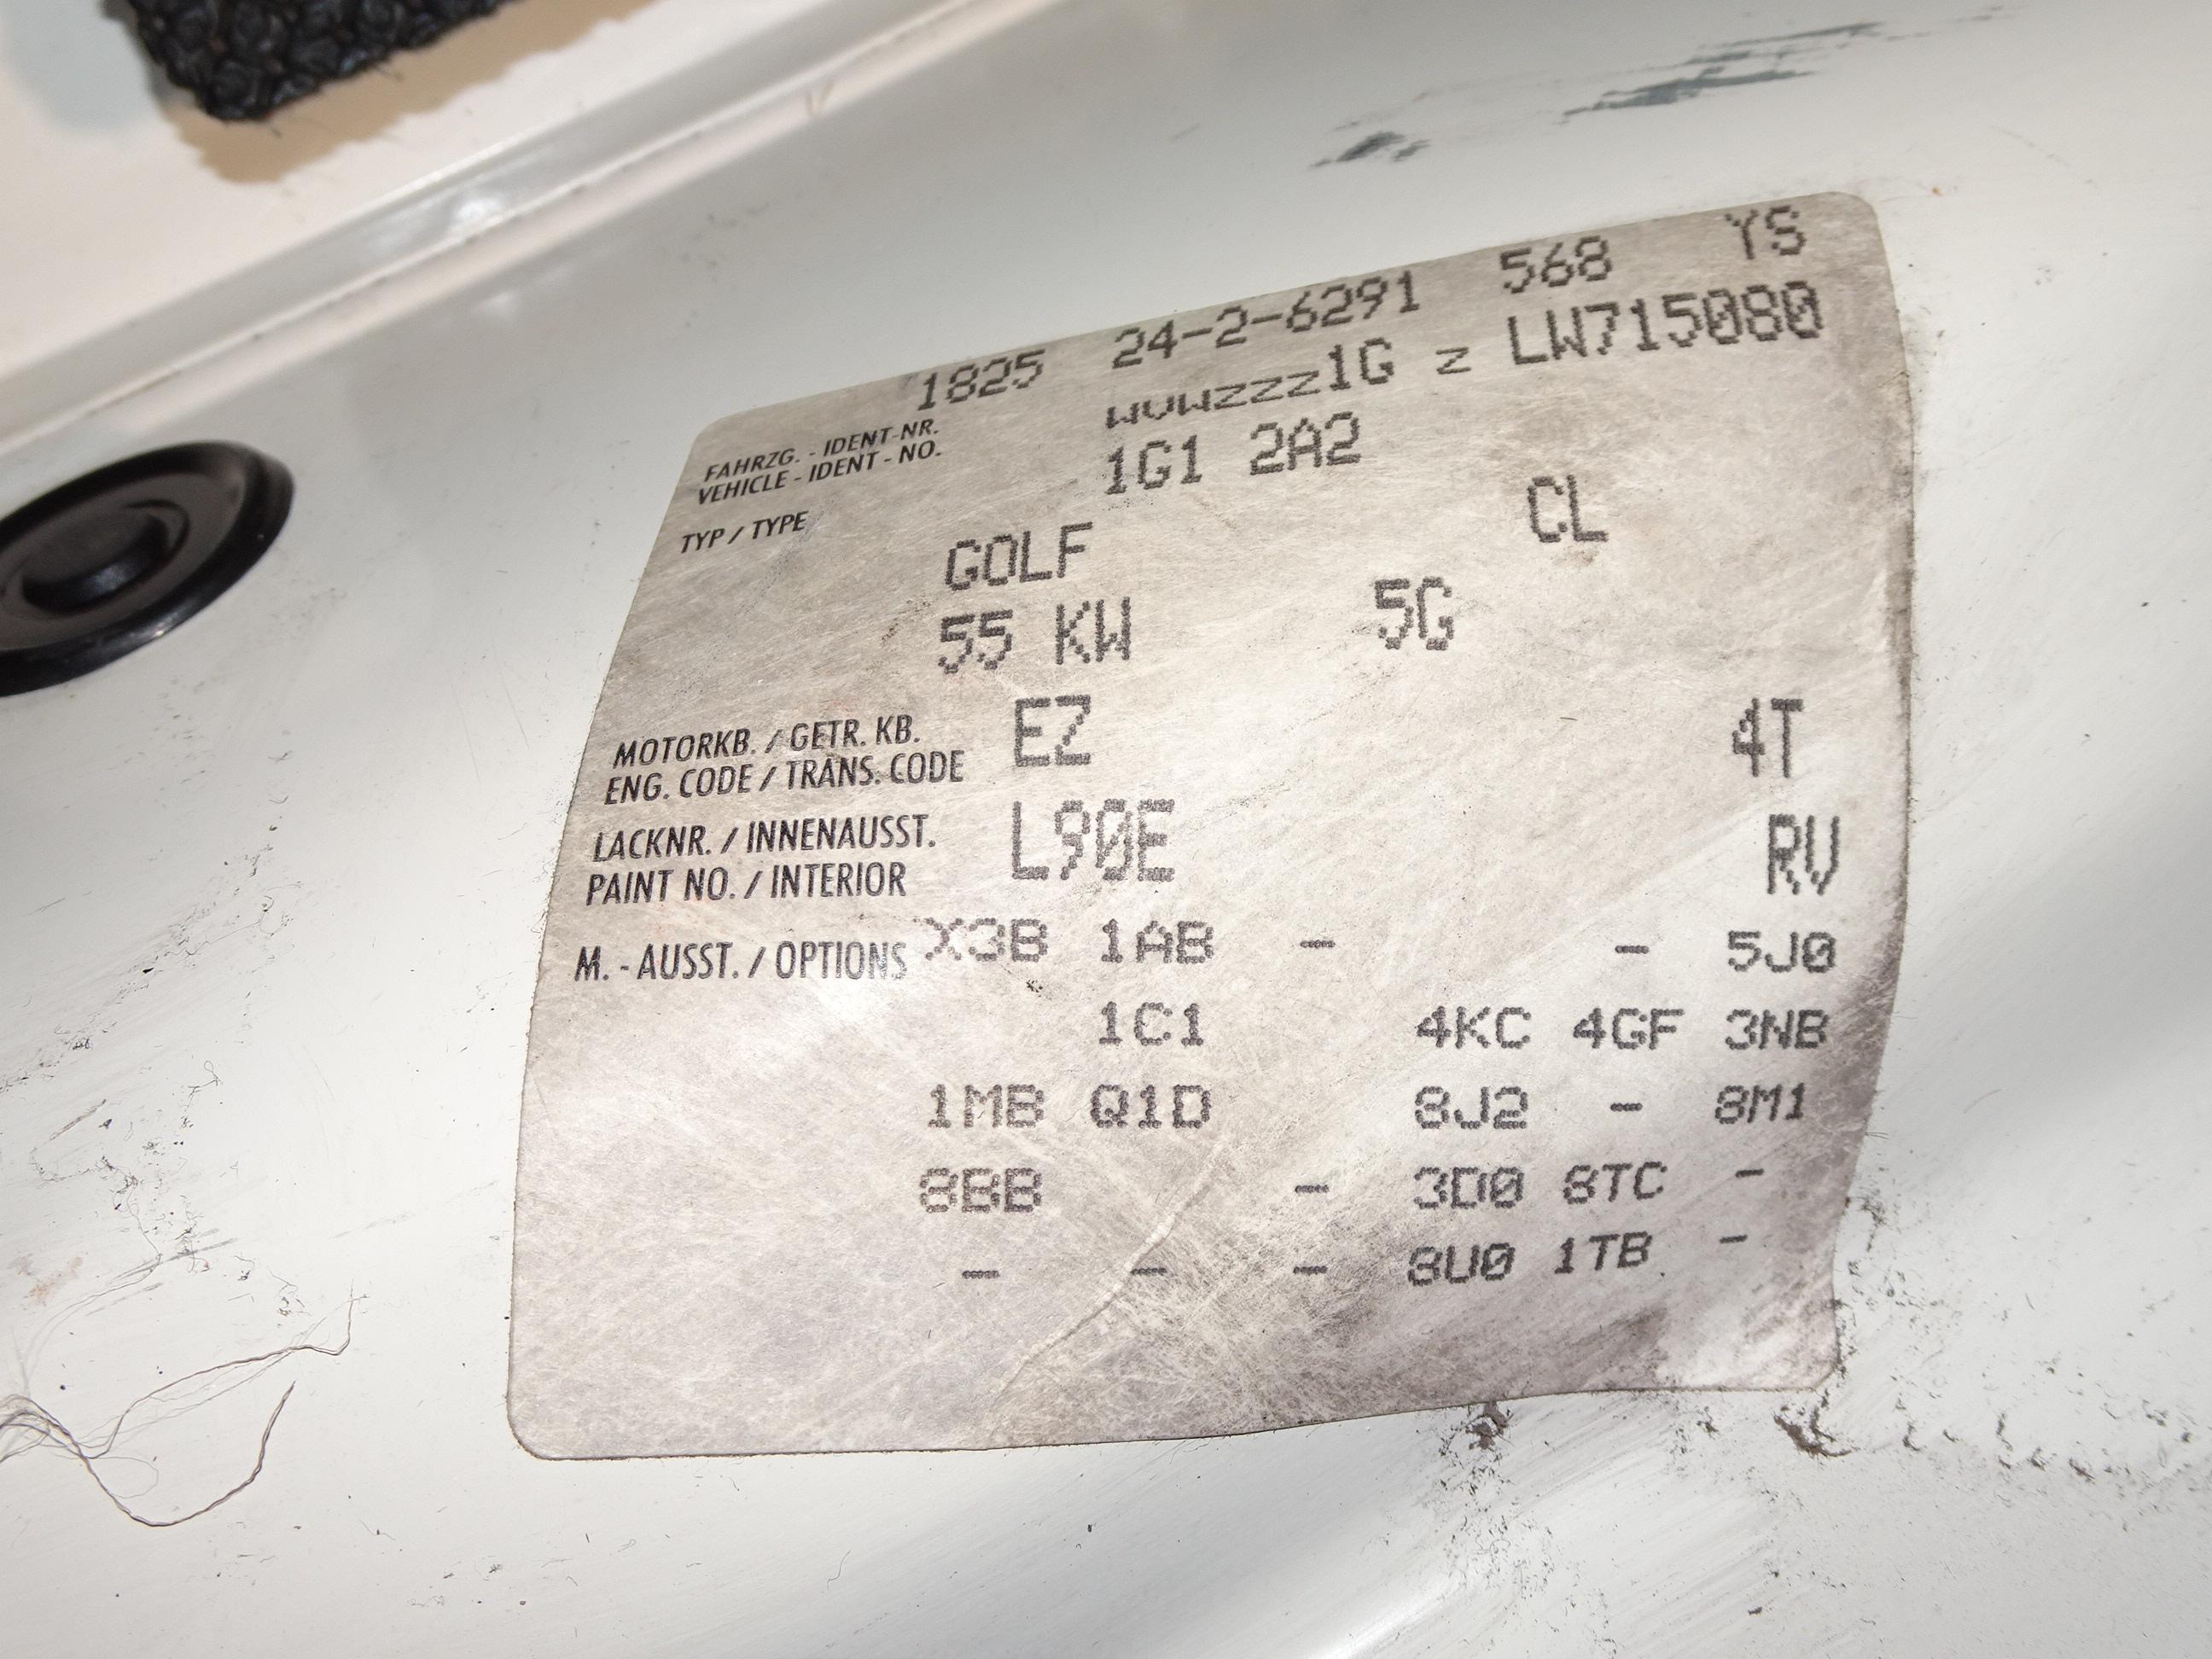 1825 24-2-6291 568 YS
FAHRZG. - IDENT-NR.
VEHICLE - IDENT - NO.
WVWZZZ1G Z LW715080
TYP / TYPE 1G1 2A2
GOLF CL
55 KW 5G
MOTORKB. / GETR. KB.
ENG. CODE / TRANS. CODE
EZ 4T
LACKNR. / INNENAUSST.
PAINT NO. / INTERIOR
L90E RV
M. - AUSST. / OPTIONS X3B 1AB - - 5J0
1C1 4KC 4GF 3NB
1MB Q1D 8J2 - 8M1
8BB - 3D0 8TC -
- - - 8U0 1TB -